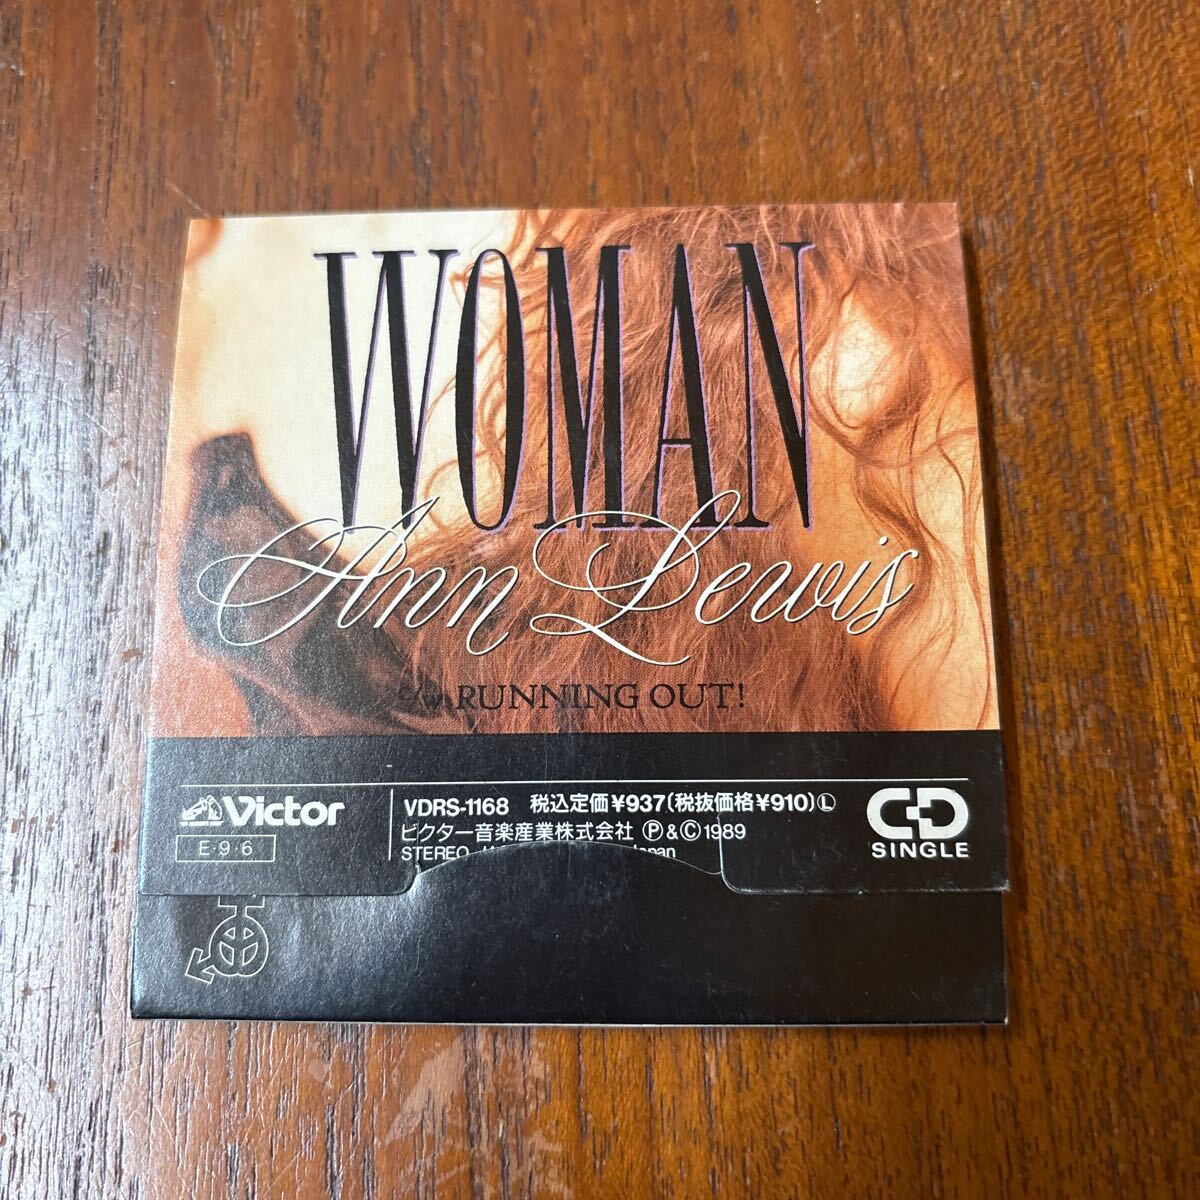 WOMAN
Ann Lewis
c/w RUNNING OUT!
Victor
E・9・6
VDRS-1168 税込定価¥937(税抜価格¥910)Ⓛ
ビクター音楽産業株式会社 Ⓟ&Ⓒ1989
STEREO
CD
SINGLE